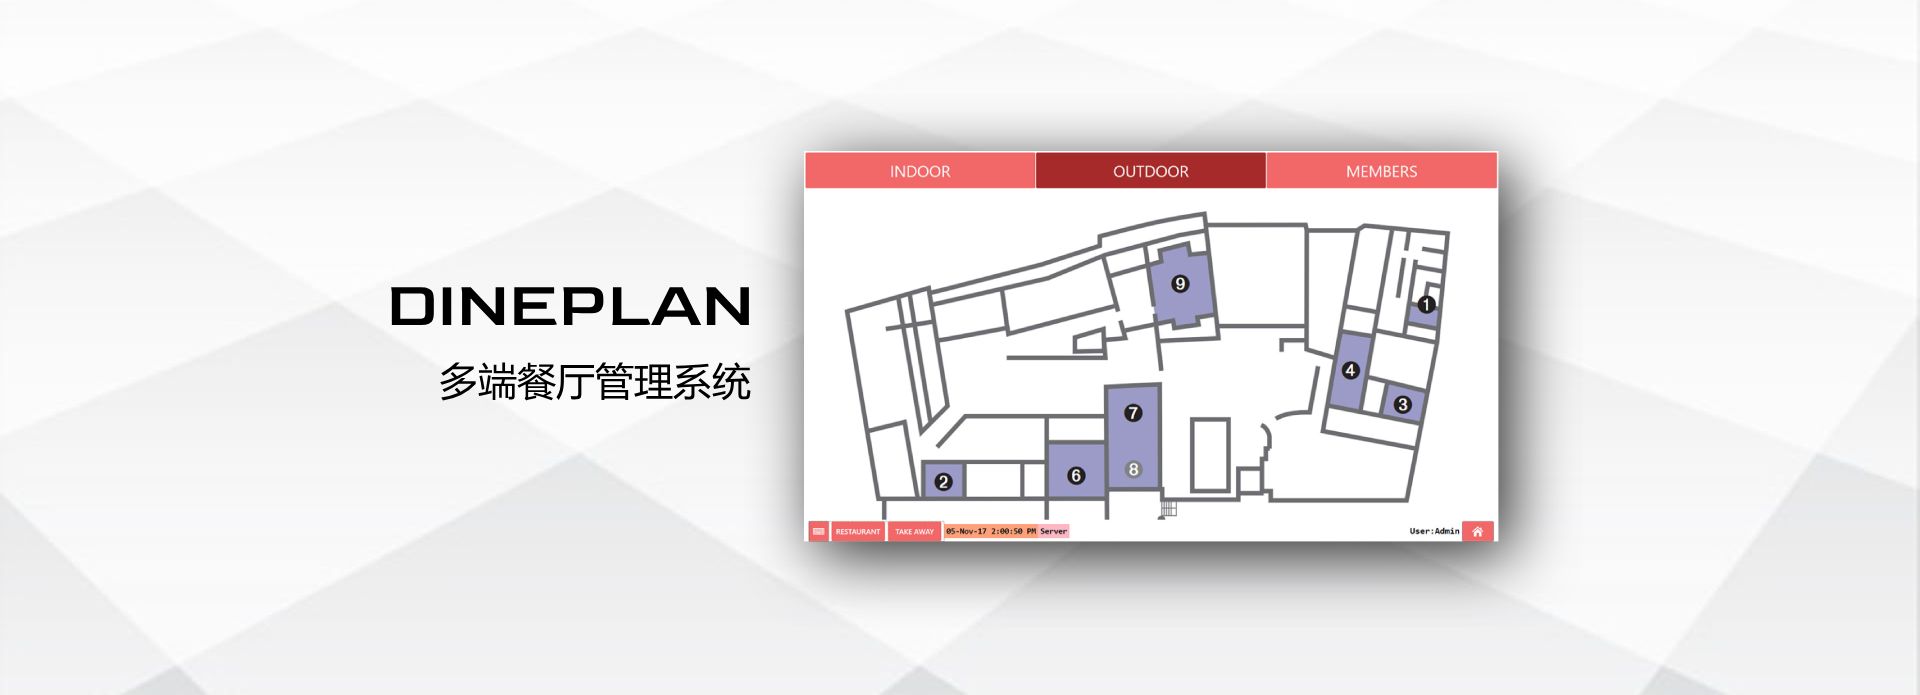 DINEPLAN
多端餐厅管理系统
INDOOR OUTDOOR MEMBERS
9
1
4
3
7
8
6
2
RESTAURANT TAKE AWAY 05-Nov-17 2:00:50 PM Server User:Admin